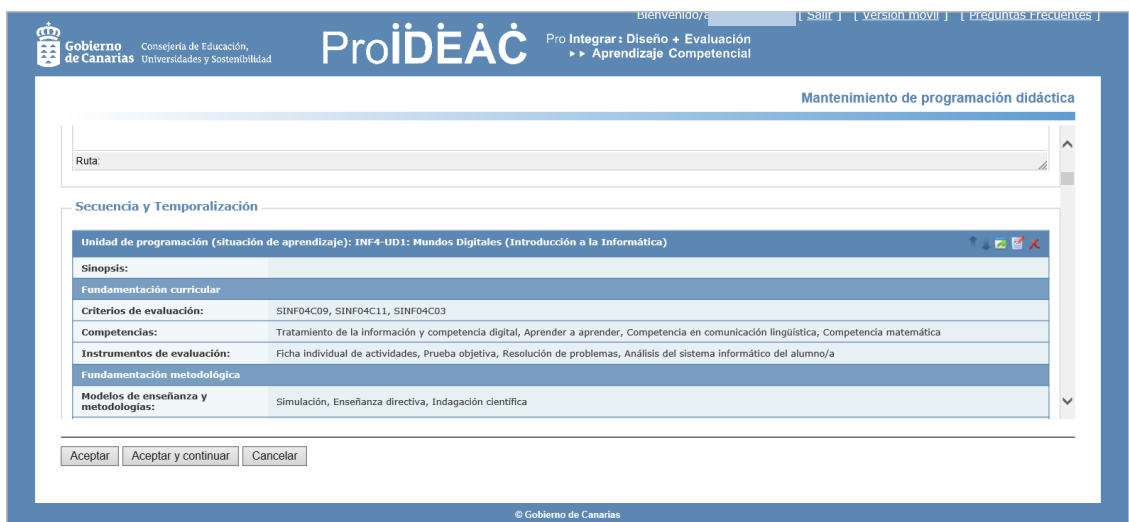 Bienvenido/a [ Salir ] [ Versión móvil ] [ Preguntas Frecuentes ]
Gobierno de Canarias
Consejería de Educación,
Universidades y Sostenibilidad
ProIDEAC
Pro Integrar: Diseño + Evaluación
▸▸ Aprendizaje Competencial
Mantenimiento de programación didáctica
Ruta:
Secuencia y Temporalización
Unidad de programación (situación de aprendizaje): INF4-UD1: Mundos Digitales (Introducción a la Informática)
Sinopsis:
Fundamentación curricular
Criterios de evaluación: SINF04C09, SINF04C11, SINF04C03
Competencias: Tratamiento de la información y competencia digital, Aprender a aprender, Competencia en comunicación lingüística, Competencia matemática
Instrumentos de evaluación: Ficha individual de actividades, Prueba objetiva, Resolución de problemas, Análisis del sistema informático del alumno/a
Fundamentación metodológica
Modelos de enseñanza y
metodologías: Simulación, Enseñanza directiva, Indagación científica
Aceptar Aceptar y continuar Cancelar
© Gobierno de Canarias